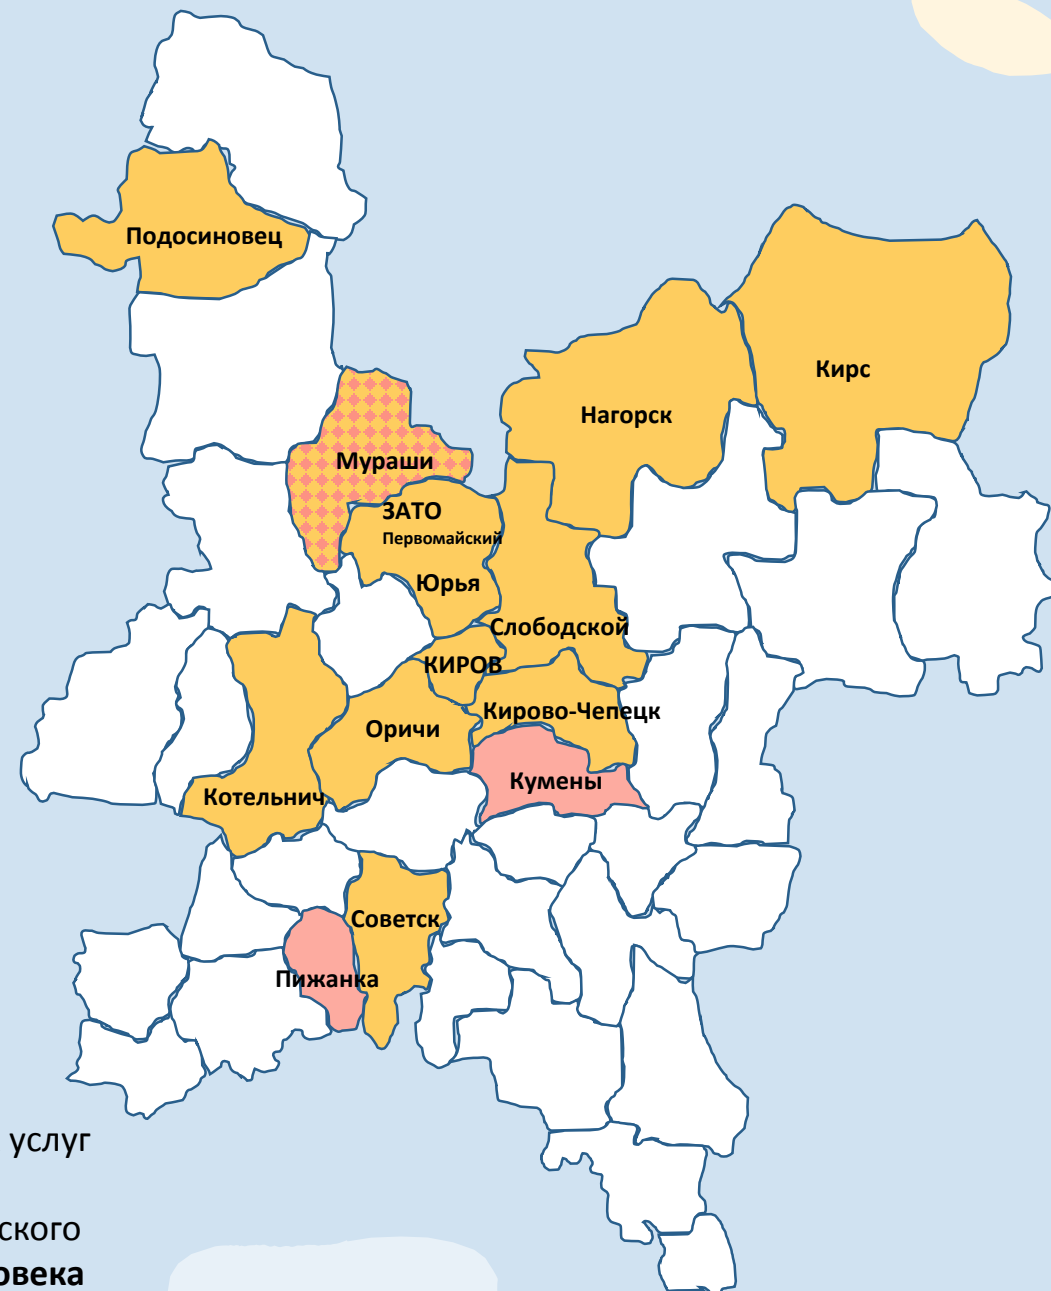 Подосиновец
Кирс
Нагорск
Мураши
ЗАТО
Первомайский
Юрья
Слободской
КИРОВ
Кирово-Чепецк
Оричи
Кумены
Котельнич
Советск
Пижанка
услуг
ского
овека